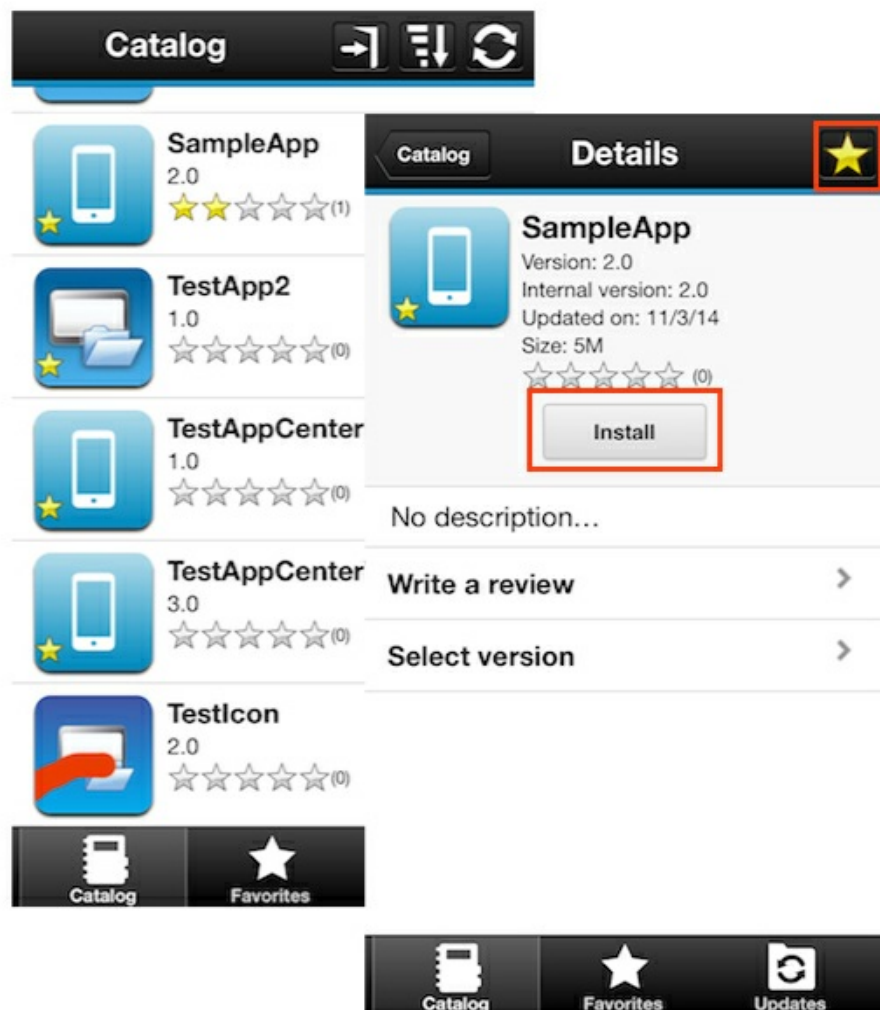 Catalog
SampleApp
2.0
(1)
TestApp2
1.0
(0)
TestAppCenter
1.0
(0)
TestAppCenter
3.0
(0)
TestIcon
2.0
(0)
Catalog
Favorites
Catalog
Details
SampleApp
Version: 2.0
Internal version: 2.0
Updated on: 11/3/14
Size: 5M
(0)
Install
No description...
Write a review
Select version
Catalog
Favorites
Updates